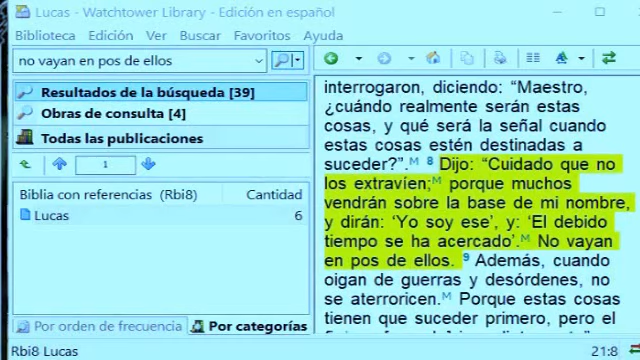 Lucas - Watchtower Library - Edición en español
Biblioteca Edición Ver Buscar Favoritos Ayuda
no vayan en pos de ellos
Resultados de la búsqueda [39]
Obras de consulta [4]
Todas las publicaciones
1
Biblia con referencias (Rbi8) Cantidad
Lucas 6
Por orden de frecuencia Por categorías
Rbi8 Lucas
interrogaron, diciendo: “Maestro,
¿cuándo realmente serán estas
cosas, y qué será la señal cuando
estas cosas estén destinadas a
suceder?”.M 8 Dijo: “Cuidado que no
los extravíen;M porque muchos
vendrán sobre la base de mi nombre,
y dirán: ‘Yo soy ese’, y: ‘El debido
tiempo se ha acercado’.M No vayan
en pos de ellos. 9 Además, cuando
oigan de guerras y desórdenes, no
se aterroricen.M Porque estas cosas
tienen que suceder primero, pero el
21:8